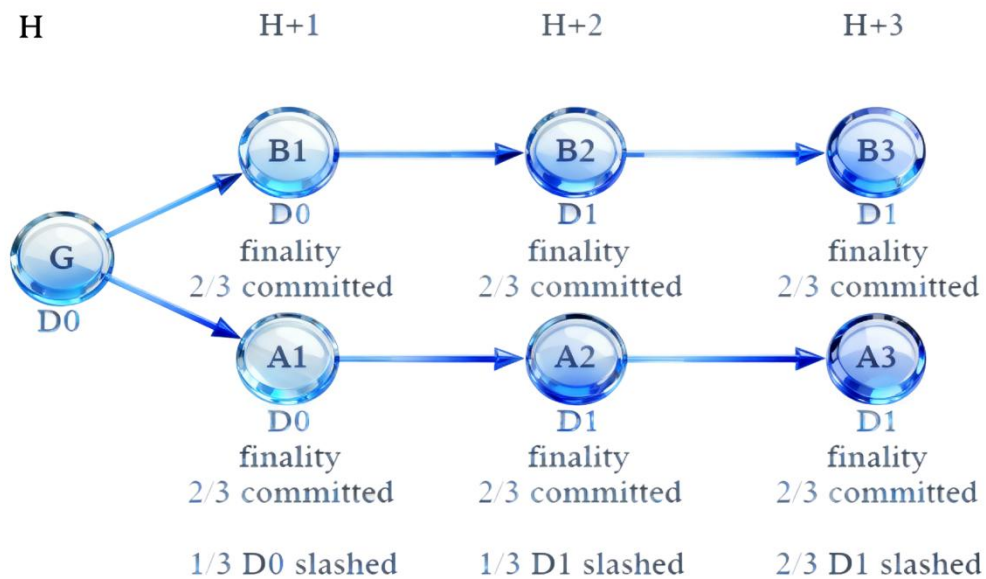 H H+1 H+2 H+3
B1 B2 B3
D0 D1 D1
finality finality finality
2/3 committed 2/3 committed 2/3 committed
G
D0
A1 A2 A3
D0 D1 D1
finality finality finality
2/3 committed 2/3 committed 2/3 committed
1/3 D0 slashed 1/3 D1 slashed 2/3 D1 slashed